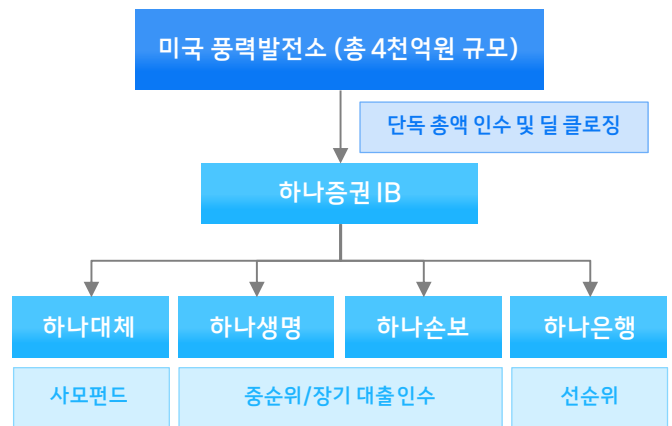 미국 풍력발전소 (총 4천억원 규모)
단독 총액 인수 및 딜 클로징
하나증권 IB
하나대체 하나생명 하나손보 하나은행
사모펀드 중순위/장기 대출인수 선순위